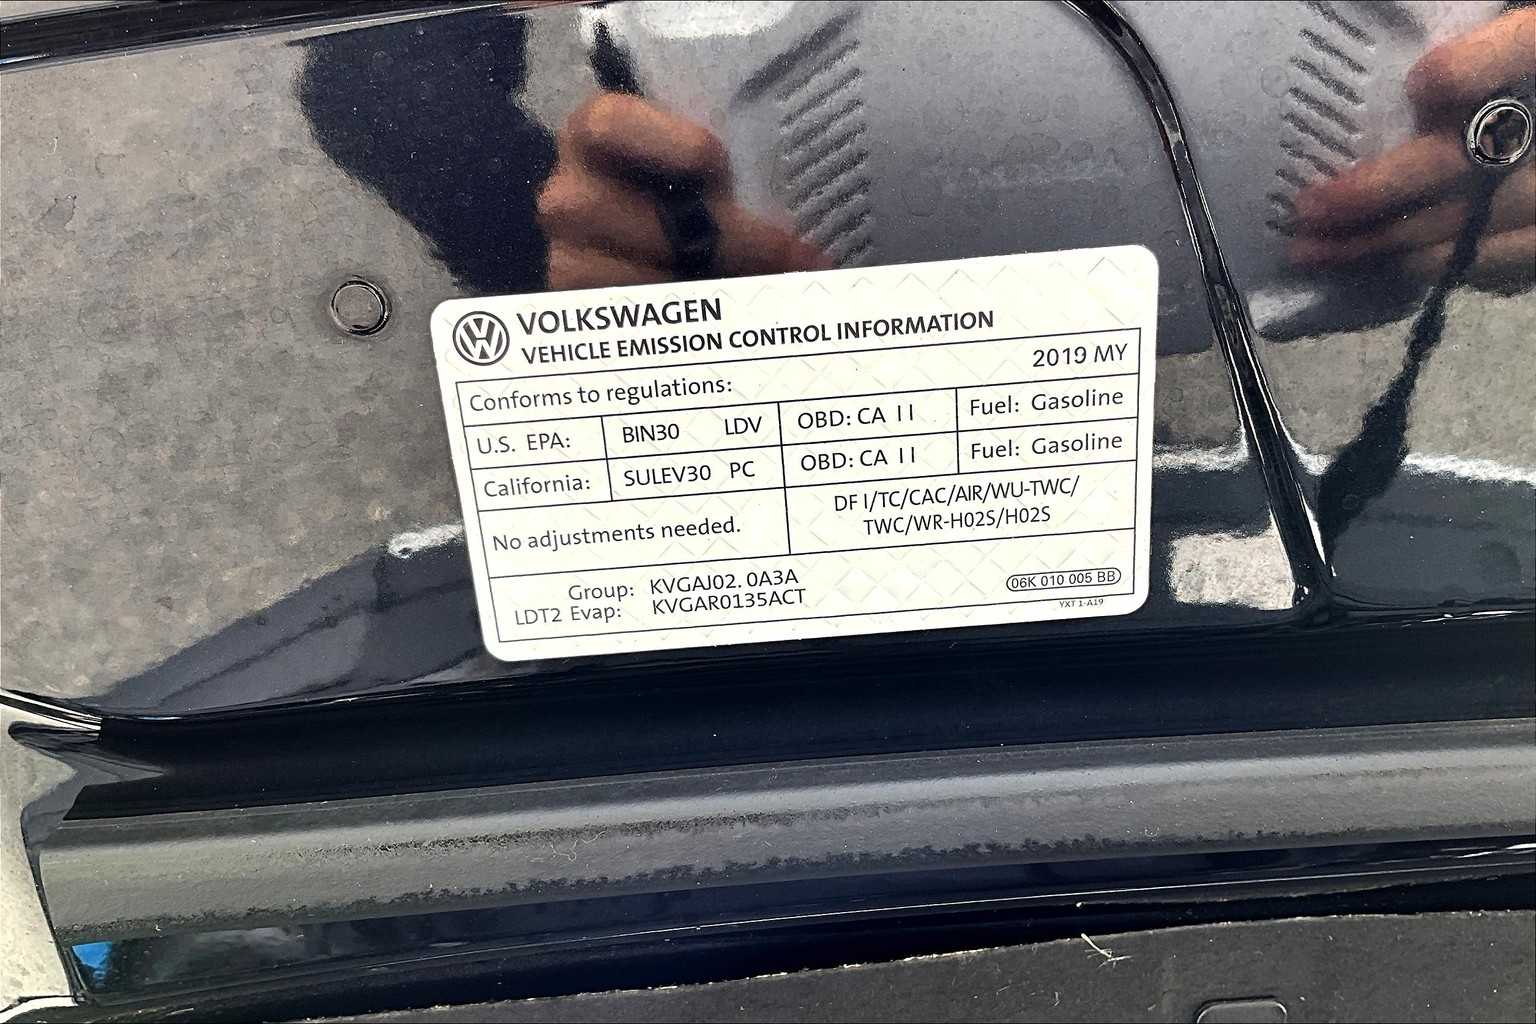 VOLKSWAGEN
VEHICLE EMISSION CONTROL INFORMATION
Conforms to regulations: 2019 MY
U.S. EPA: BIN30 LDV OBD: CA II Fuel: Gasoline
California: SULEV30 PC OBD: CA II Fuel: Gasoline
No adjustments needed.
DF I/TC/CAC/AIR/WU-TWC/
TWC/WR-H02S/H02S
Group: KVGAJ02.0A3A
LDT2 Evap: KVGAR0135ACT
06K 010 005 BB
YXT 1-A19